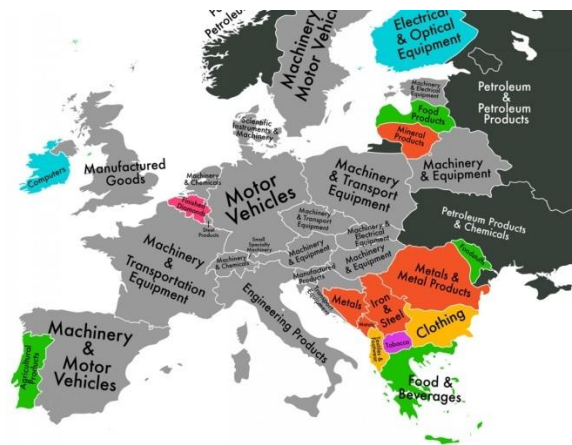 Petroleum
Machinery &
Motor Vehicles
Electrical
& Optical
Equipment
Machinery
& Electrical
Equipment
Petroleum
&
Petroleum
Products
Food
Products
Mineral
Products
Scientific
Instruments &
Machinery
Computers
Manufactured
Goods
Machinery
& Chemicals
Motor
Vehicles
Machinery
& Transport
Equipment
Machinery
& Equipment
Finished
Diamonds
Steel
Products
Petroleum Products
& Chemicals
Machinery
& Transport
Equipment
Machinery
& Electrical
Equipment
Small
Specialty
Machinery
Machinery
& Equipment
Machinery
& Chemicals
Machinery
&
Transportation
Equipment
Manufactured
Products
Machinery
& Equipment
Transport
Equipment
Foodstuffs
Metals &
Metal Products
Metals
Iron
&
Steel
Engineering Products
Clothing
Tobacco
Machinery
&
Motor
Vehicles
Agricultural
Products
Food &
Beverages